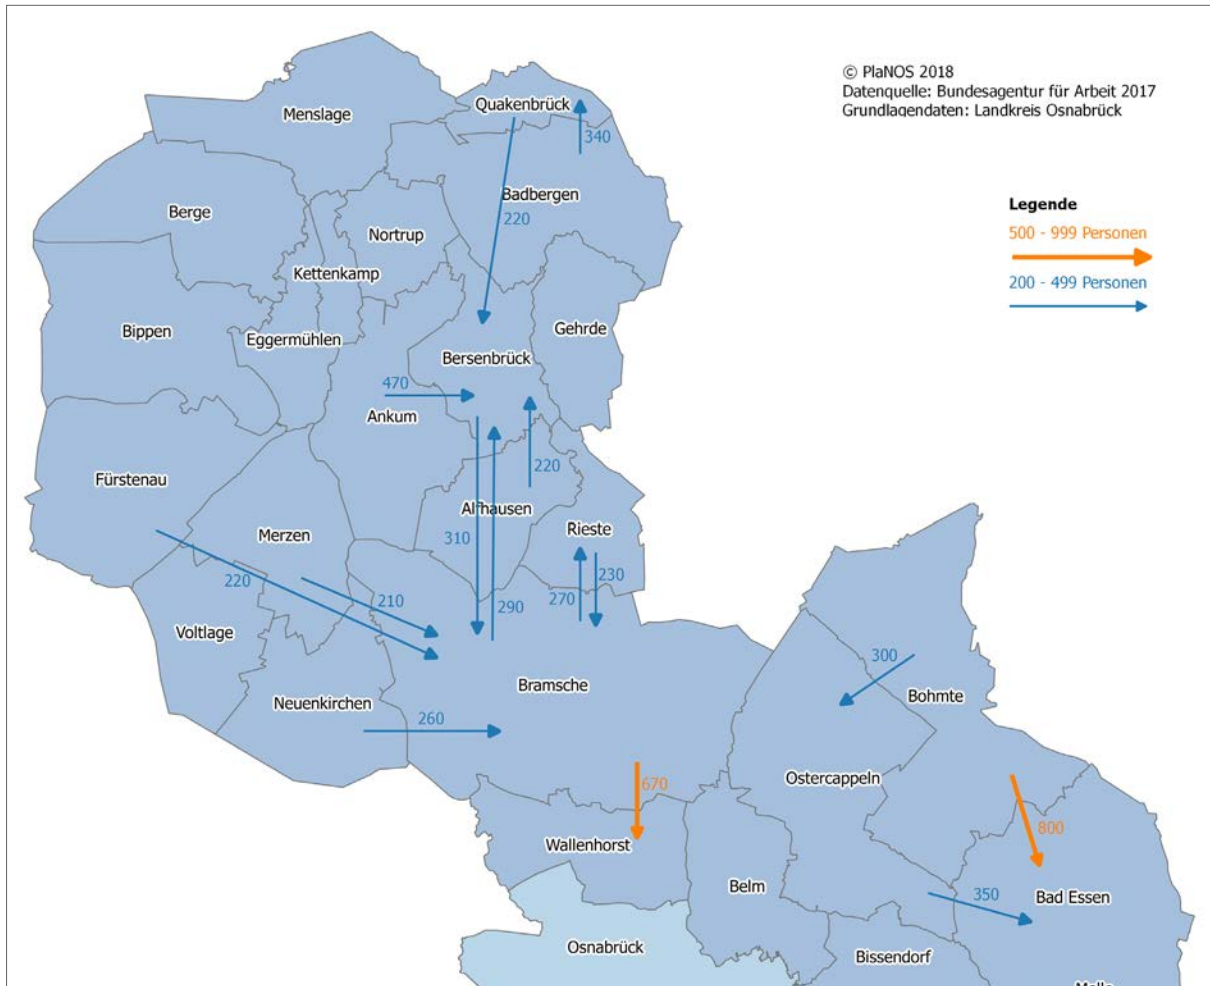 © PlaNOS 2018
Datenquelle: Bundesagentur für Arbeit 2017
Grundlagendaten: Landkreis Osnabrück
Legende
500 - 999 Personen
200 - 499 Personen
Quakenbrück
Menslage
340
Badbergen
Berge
220
Nortrup
Kettenkamp
Gehrde
Bippen
Eggermühlen
Bersenbrück
470
Ankum
220
Fürstenau
Alfhausen
Rieste
Merzen
310
230
220
210
290
270
Voltlage
300
Bramsche
Bohmte
Neuenkirchen
260
Ostercappeln
670
800
Wallenhorst
Belm
350
Bad Essen
Osnabrück
Bissendorf
Melle